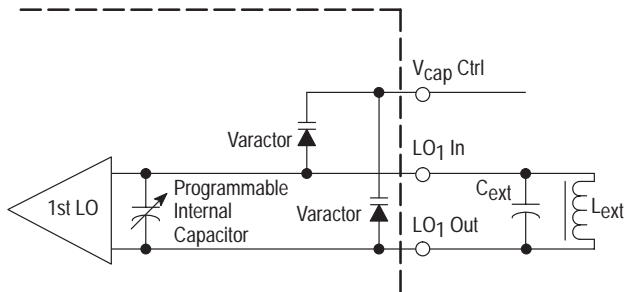 Vcap Ctrl
Varactor
LO1 In
1st LO
Programmable
Internal
Capacitor
Varactor
Cext
Lext
LO1 Out